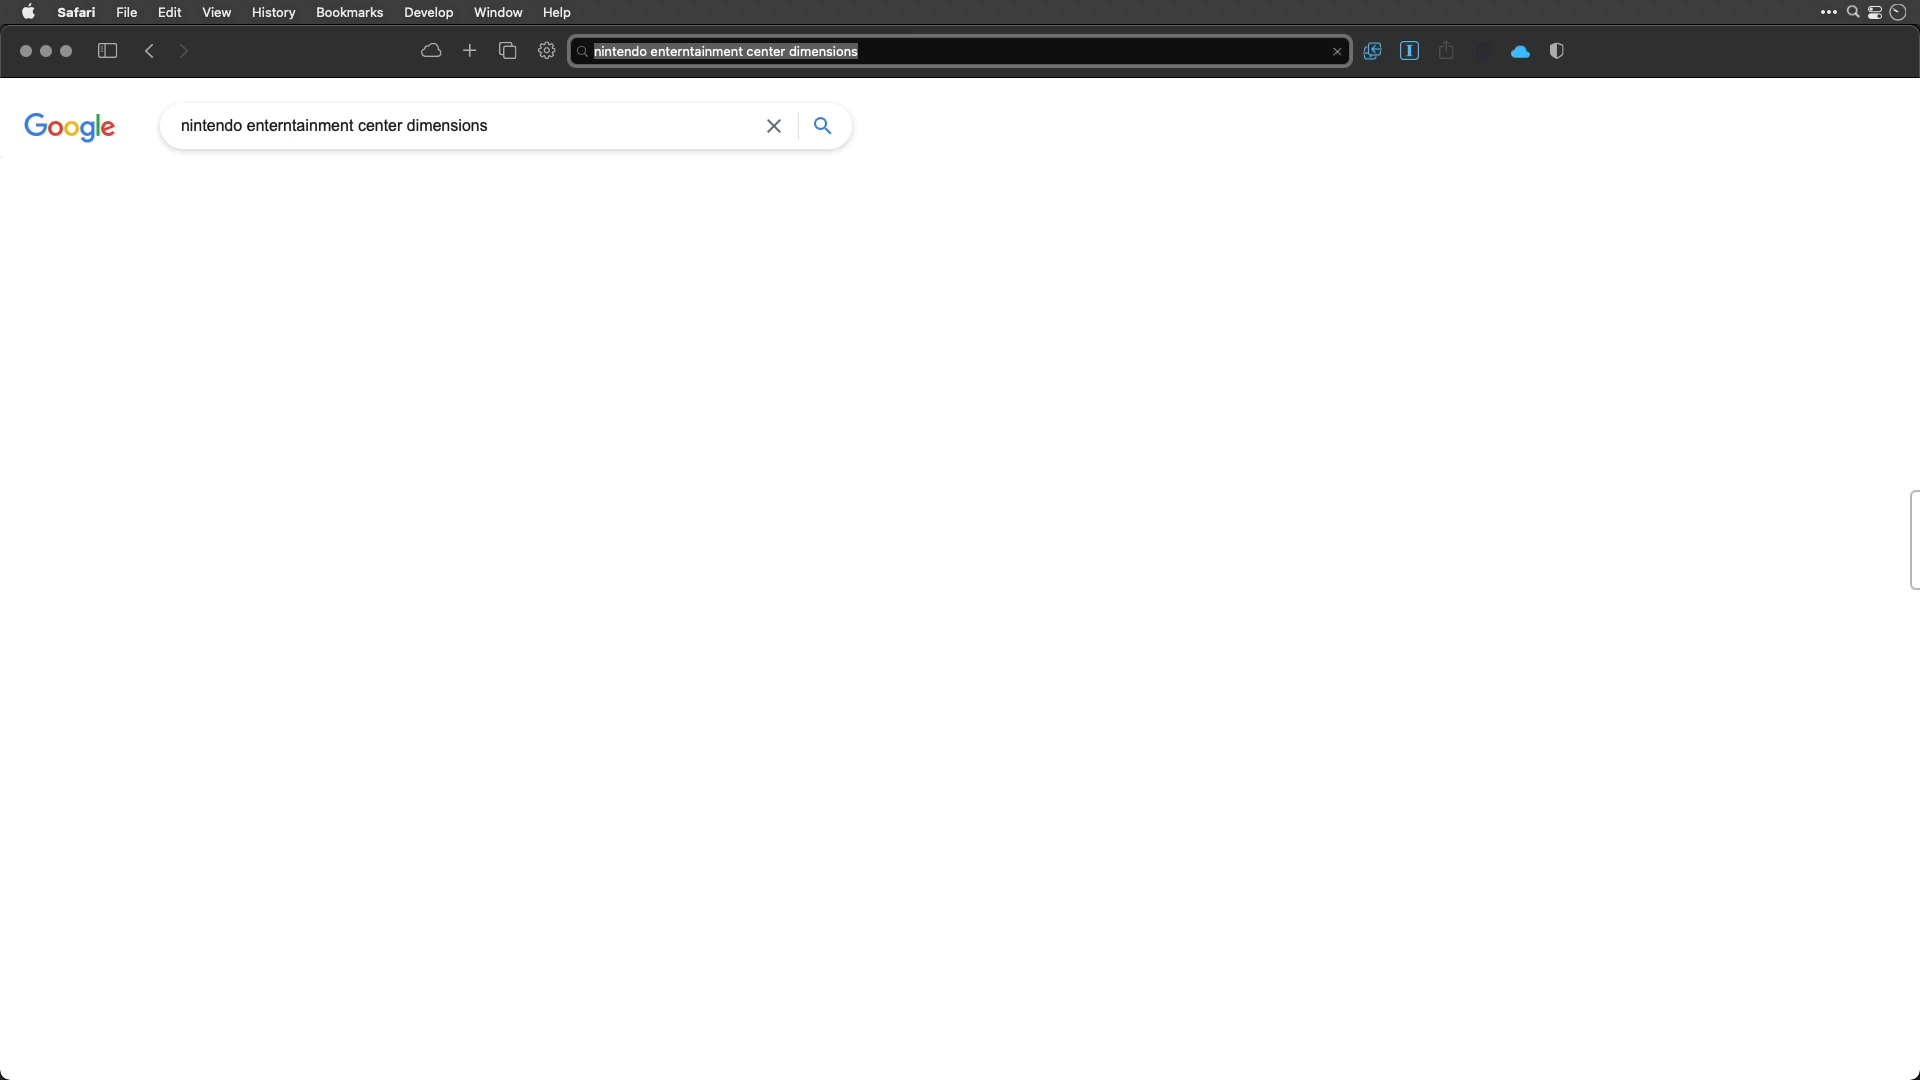 Safari File Edit View History Bookmarks Develop Window Help
nintendo enterntainment center dimensions
Google nintendo enterntainment center dimensions